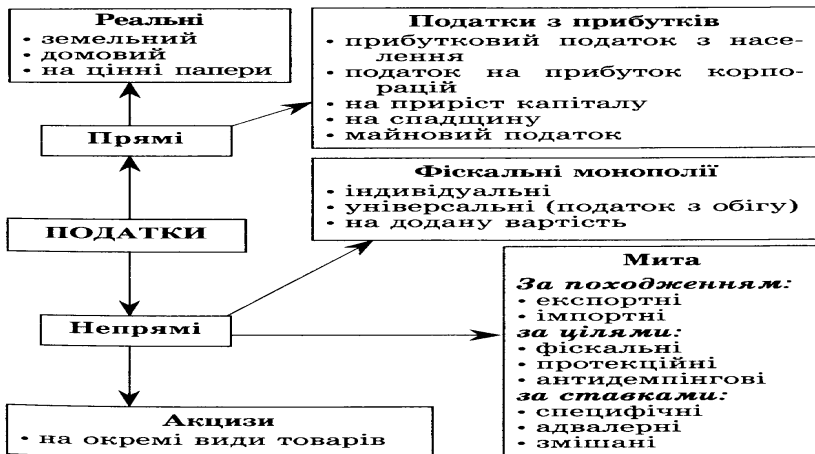 Реальні
• земельний
• домовий
• на цінні папери
Податки з прибутків
• прибутковий податок з насе-
лення
• податок на прибуток корпо-
рацій
• на приріст капіталу
• на спадщину
• майновий податок
Прямі
Фіскальні монополії
• індивідуальні
• універсальні (податок з обігу)
• на додану вартість
ПОДАТКИ
Мита
За походженням:
• експортні
• імпортні
за цілями:
• фіскальні
• протекційні
• антидемпінгові
за ставками:
• специфічні
• адвалерні
• змішані
Непрямі
Акцизи
• на окремі види товарів